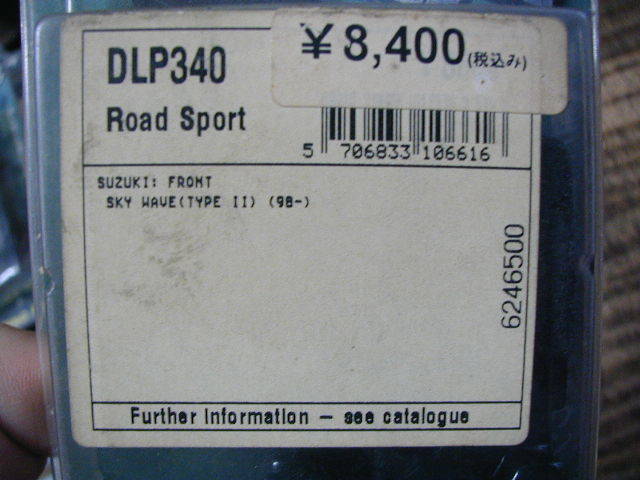 ¥8,400(税込み)
DLP340
Road Sport
5 706833 106616
SUZUKI: FRONT
SKY WAVE(TYPE II) (98-)
6246500
Further Information – see catalogue